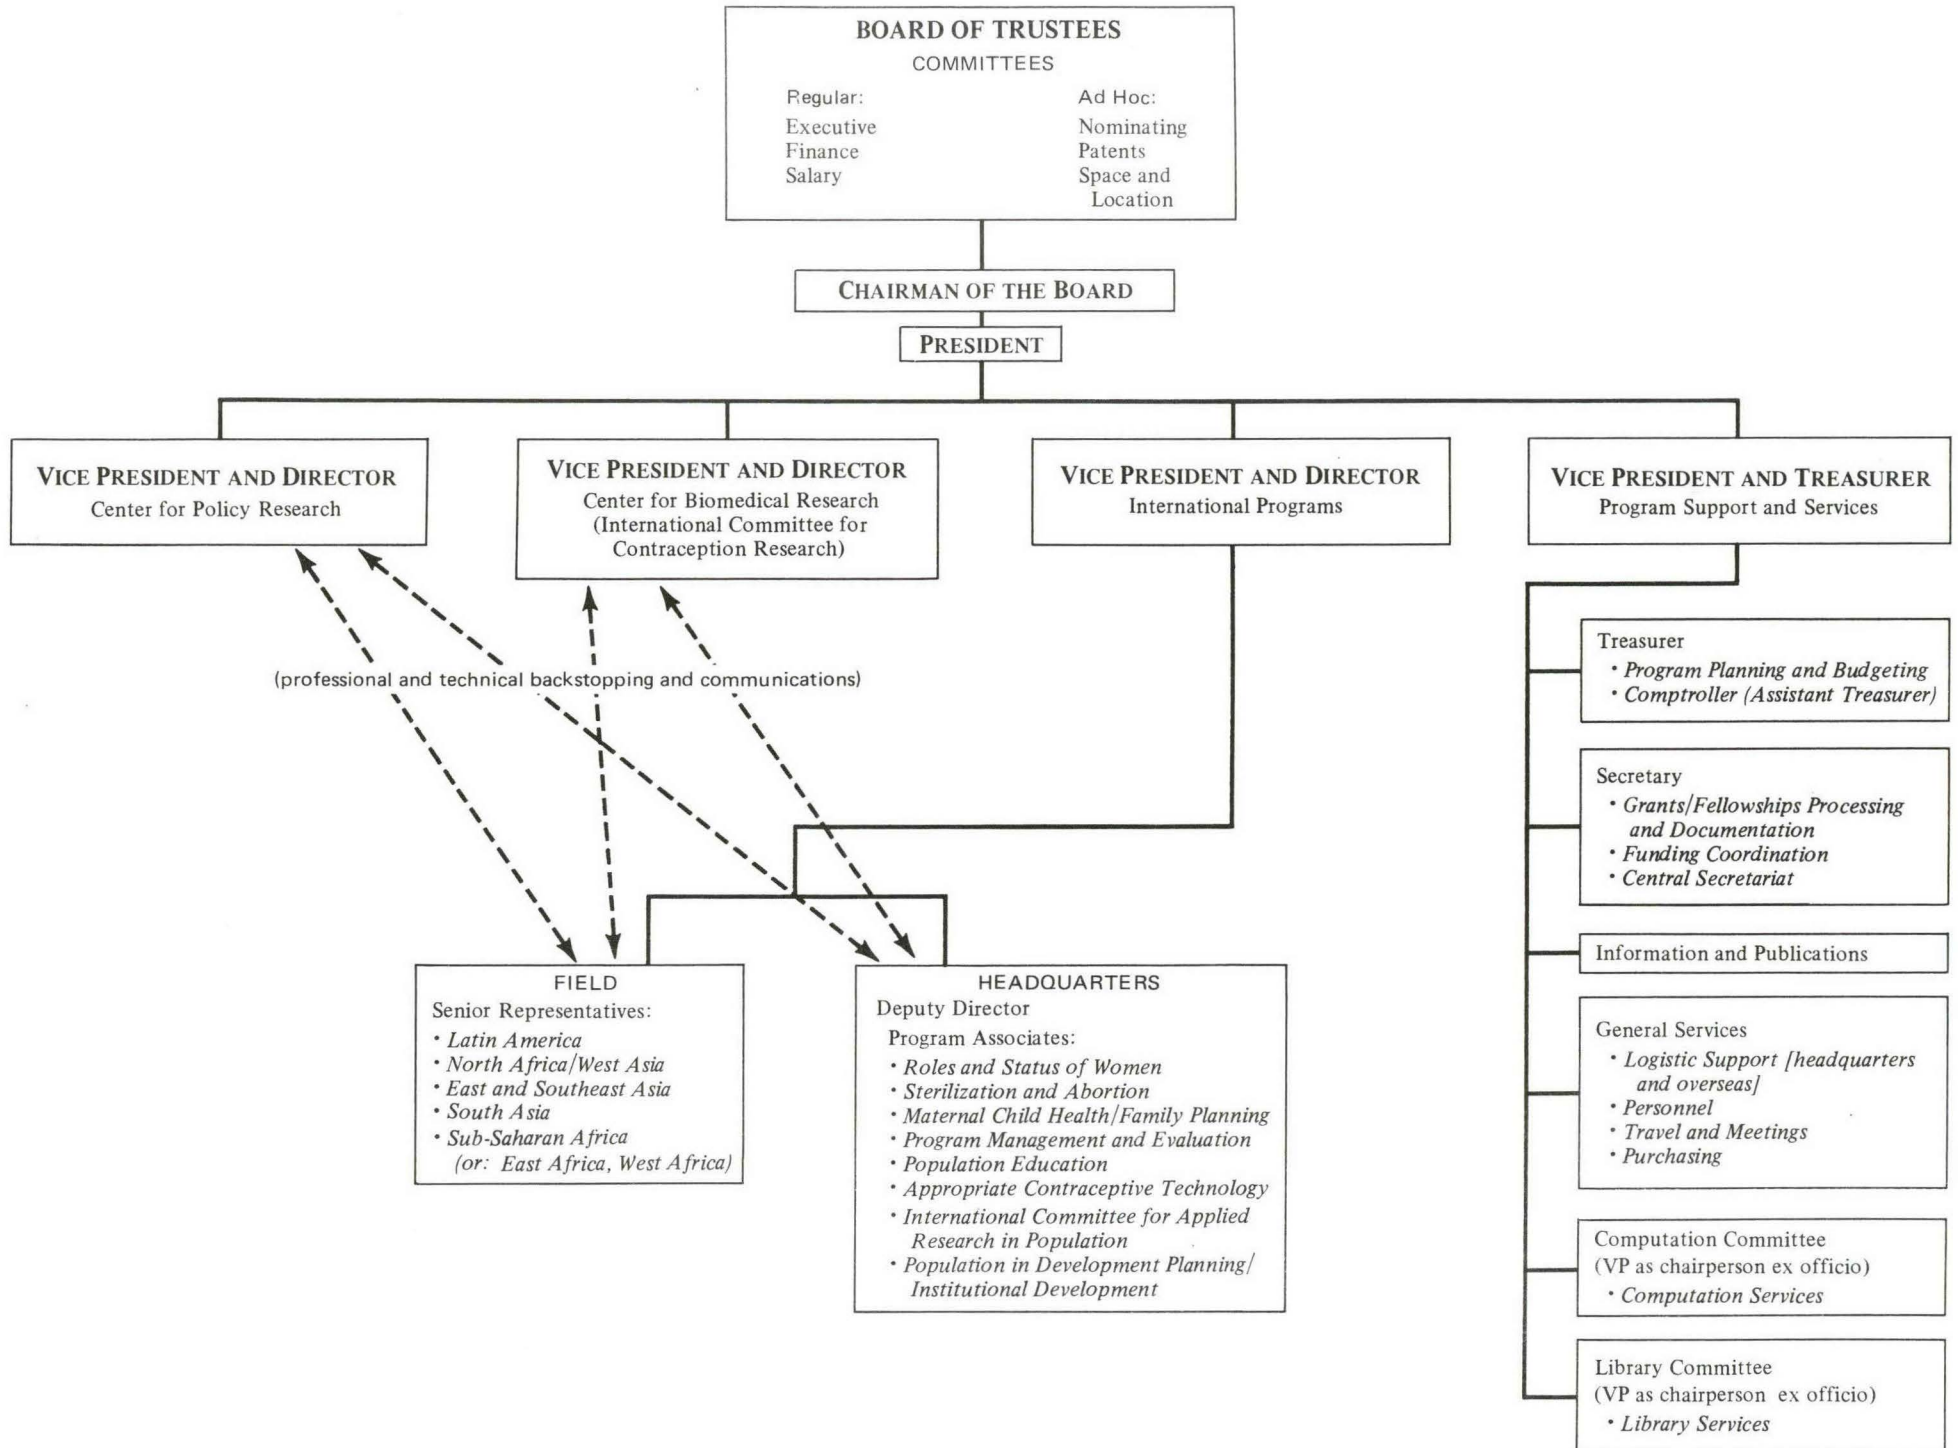 BOARD OF TRUSTEES
COMMITTEES
Regular:
Executive
Finance
Salary
Ad Hoc:
Nominating
Patents
Space and
Location
CHAIRMAN OF THE BOARD
PRESIDENT
VICE PRESIDENT AND DIRECTOR
Center for Policy Research
VICE PRESIDENT AND DIRECTOR
Center for Biomedical Research
(International Committee for
Contraception Research)
VICE PRESIDENT AND DIRECTOR
International Programs
VICE PRESIDENT AND TREASURER
Program Support and Services
(professional and technical backstopping and communications)
FIELD
Senior Representatives:
• Latin America
• North Africa/West Asia
• East and Southeast Asia
• South Asia
• Sub-Saharan Africa
(or: East Africa, West Africa)
HEADQUARTERS
Deputy Director
Program Associates:
• Roles and Status of Women
• Sterilization and Abortion
• Maternal Child Health/Family Planning
• Program Management and Evaluation
• Population Education
• Appropriate Contraceptive Technology
• International Committee for Applied
Research in Population
• Population in Development Planning/
Institutional Development
Treasurer
• Program Planning and Budgeting
• Comptroller (Assistant Treasurer)
Secretary
• Grants/Fellowships Processing
and Documentation
• Funding Coordination
• Central Secretariat
Information and Publications
General Services
• Logistic Support [headquarters
and overseas]
• Personnel
• Travel and Meetings
• Purchasing
Computation Committee
(VP as chairperson ex officio)
• Computation Services
Library Committee
(VP as chairperson ex officio)
• Library Services